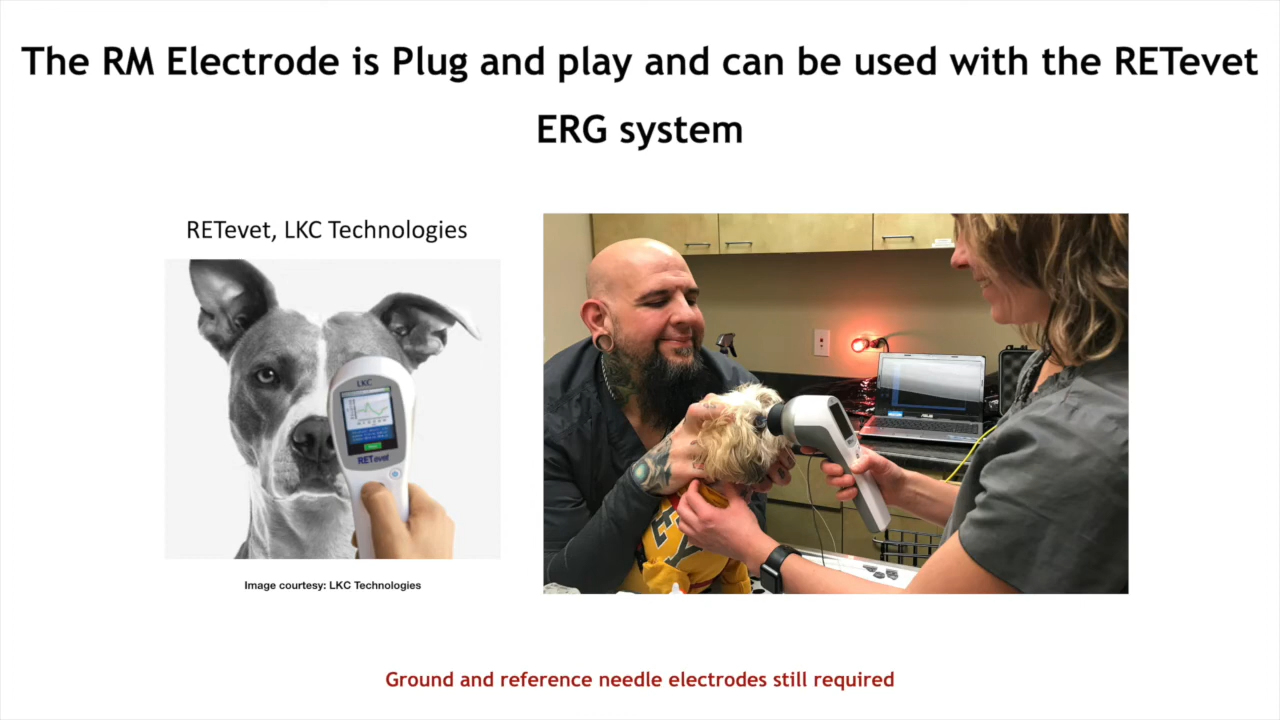 The RM Electrode is Plug and play and can be used with the RETevet
ERG system
RETevet, LKC Technologies
LKC
RETevet
Image courtesy: LKC Technologies
ASUS
Ground and reference needle electrodes still required